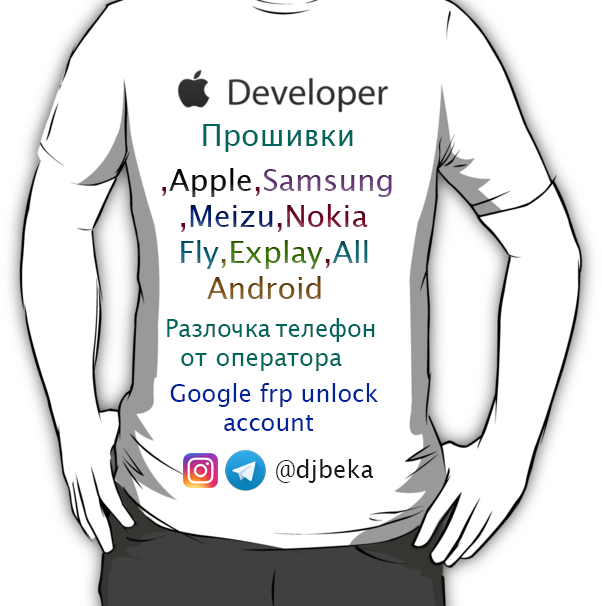 Developer
Прошивки
,Apple,Samsung
,Meizu,Nokia
Fly,Explay,All
Android
Разлочка телефон
от оператора
Google frp unlock
account
@djbeka